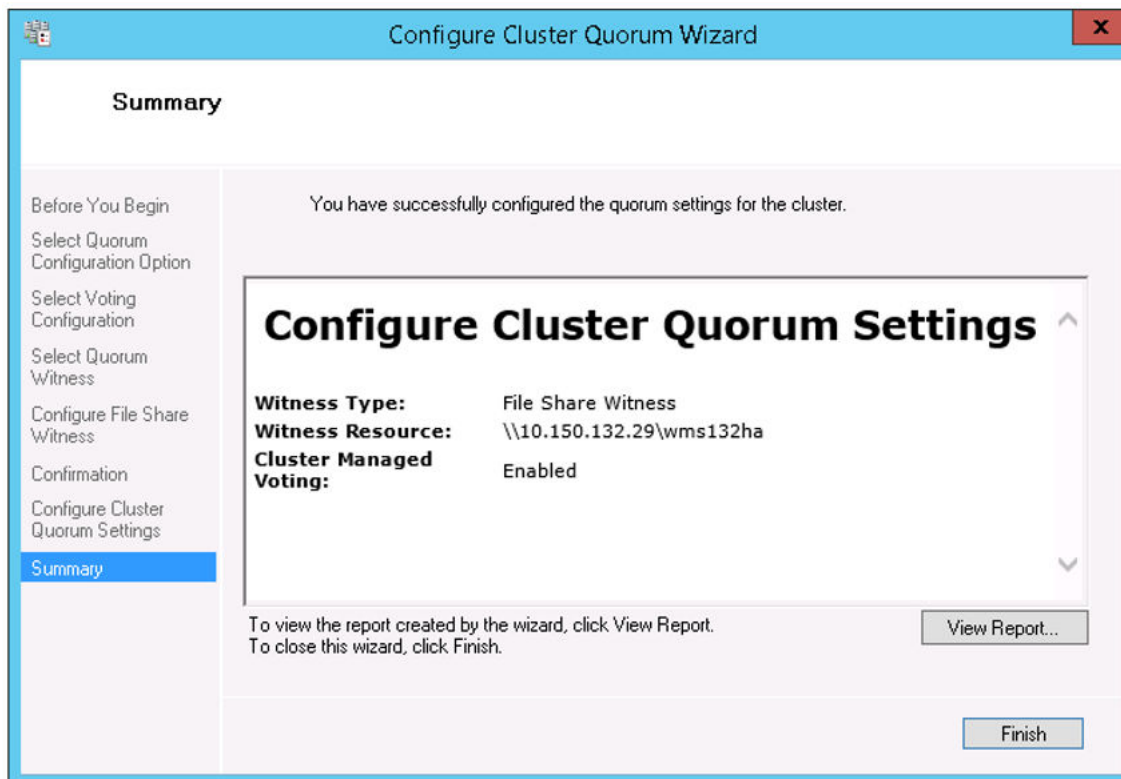 Configure Cluster Quorum Wizard
x
Summary
Before You Begin
Select Quorum
Configuration Option
Select Voting
Configuration
Select Quorum
Witness
Configure File Share
Witness
Confirmation
Configure Cluster
Quorum Settings
Summary
You have successfully configured the quorum settings for the cluster.
Configure Cluster Quorum Settings
Witness Type: File Share Witness
Witness Resource: \\10.150.132.29\wms132ha
Cluster Managed
Voting: Enabled
To view the report created by the wizard, click View Report.
To close this wizard, click Finish.
View Report...
Finish